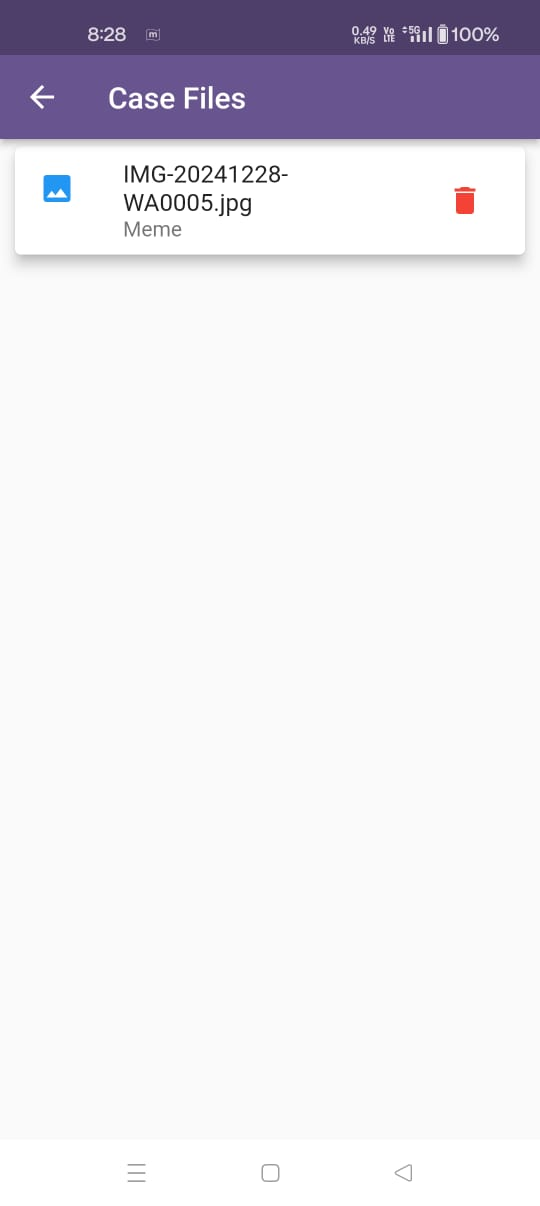 8:28 m 0.49 KB/S Vo LTE 5G 100%
Case Files
IMG-20241228-
WA0005.jpg
Meme